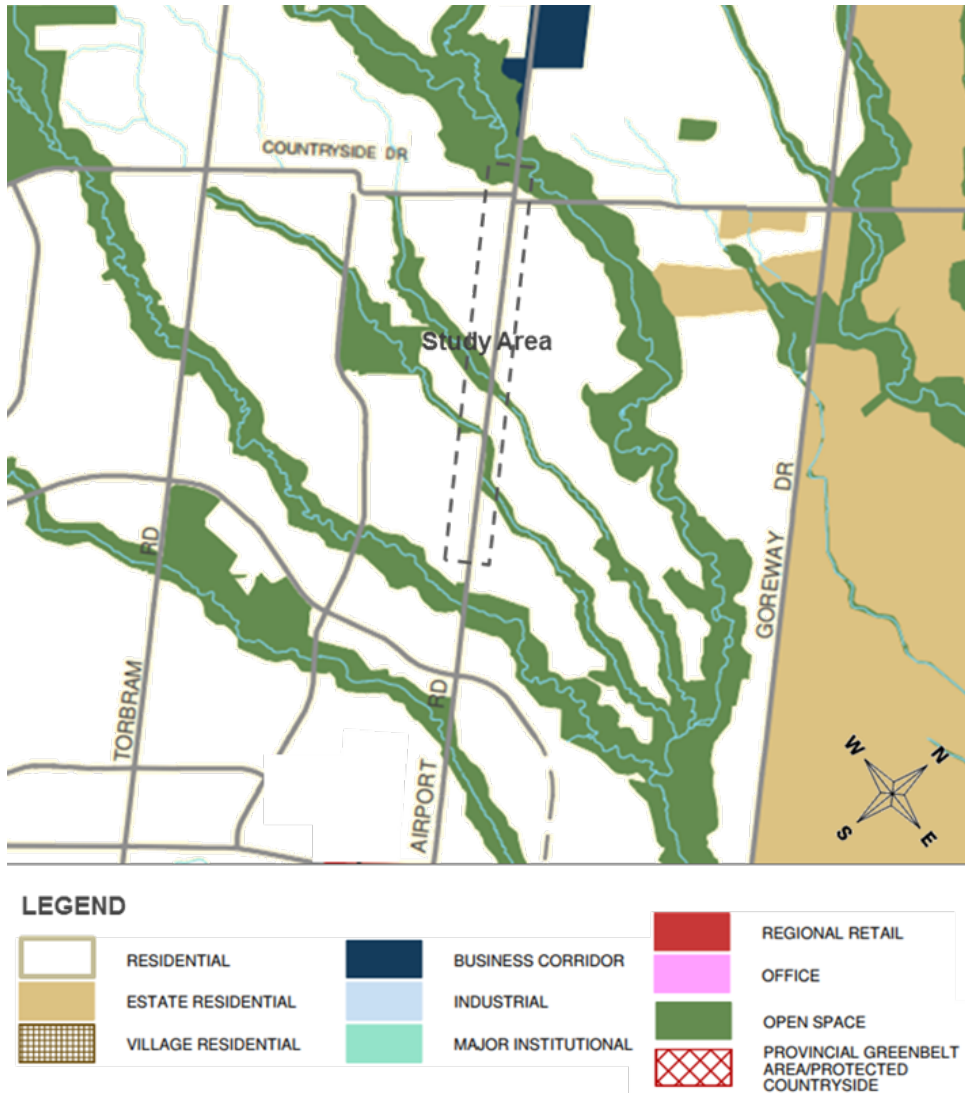 COUNTRYSIDE DR
Study Area
GOREWAY DR
RD
TORBRAM
RD
AIRPORT
W
N
S
E
LEGEND
RESIDENTIAL
ESTATE RESIDENTIAL
VILLAGE RESIDENTIAL
BUSINESS CORRIDOR
INDUSTRIAL
MAJOR INSTITUTIONAL
REGIONAL RETAIL
OFFICE
OPEN SPACE
PROVINCIAL GREENBELT
AREA/PROTECTED
COUNTRYSIDE